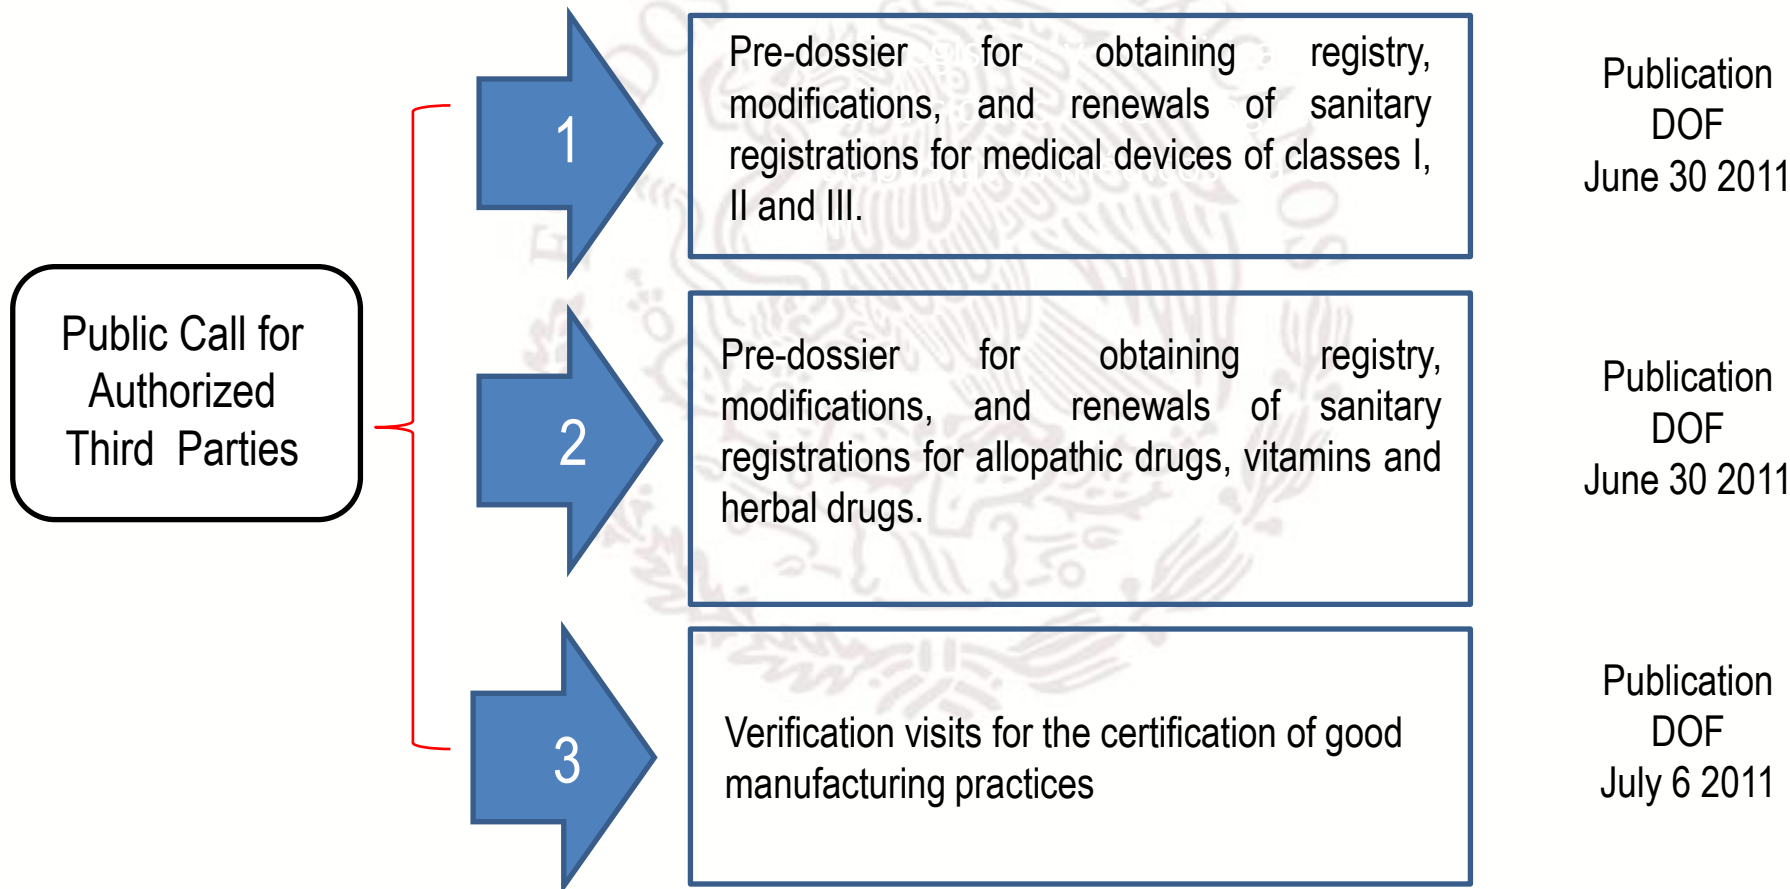 Public Call for
Authorized
Third Parties
1
Pre-dossier for obtaining registry,
modifications, and renewals of sanitary
registrations for medical devices of classes I,
II and III.
Publication
DOF
June 30 2011
2
Pre-dossier for obtaining registry,
modifications, and renewals of sanitary
registrations for allopathic drugs, vitamins and
herbal drugs.
Publication
DOF
June 30 2011
3
Verification visits for the certification of good
manufacturing practices
Publication
DOF
July 6 2011